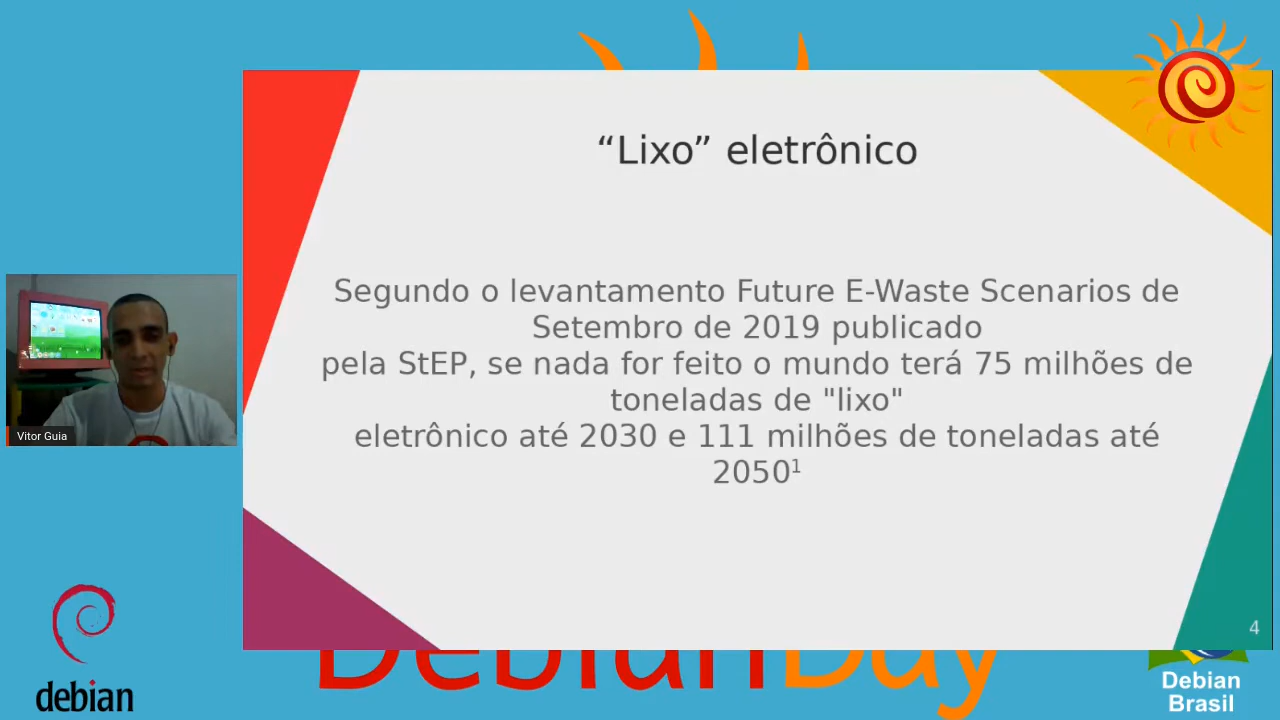 “Lixo” eletrônico
Segundo o levantamento Future E-Waste Scenarios de
Setembro de 2019 publicado
pela StEP, se nada for feito o mundo terá 75 milhões de
toneladas de "lixo"
eletrônico até 2030 e 111 milhões de toneladas até
2050¹
Vitor Guia
4
debian
DebianDay
Debian
Brasil